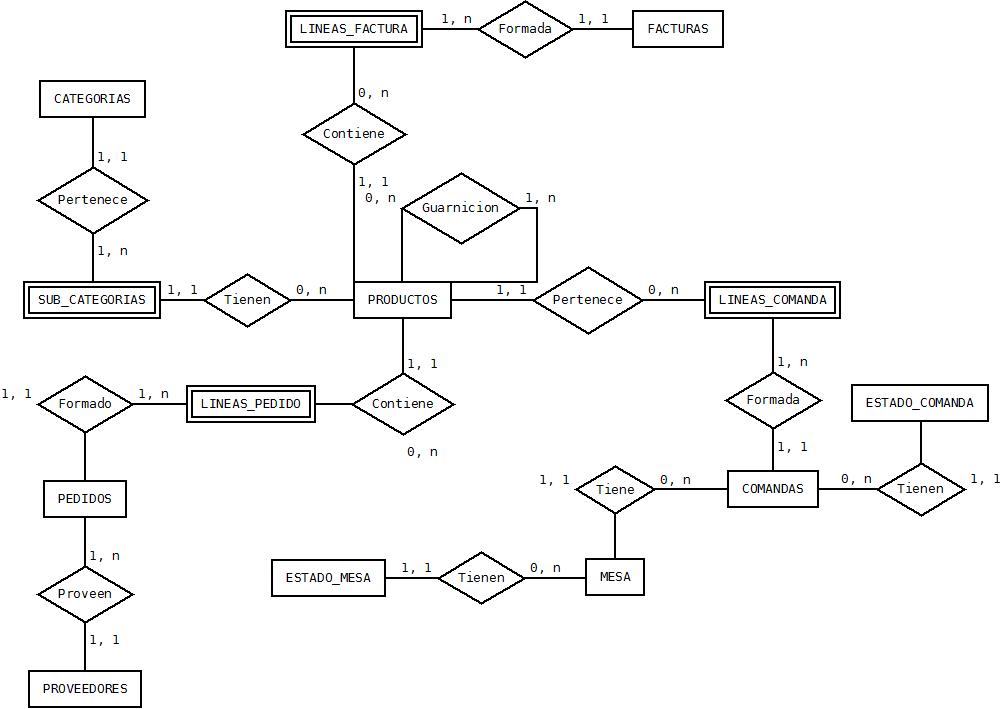 LINEAS_FACTURA
1, n
Formada
1, 1
FACTURAS
CATEGORIAS
0, n
Contiene
1, 1
Pertenece
1, n
1, 1
0, n
Guarnicion
1, n
SUB_CATEGORIAS
1, 1
Tienen
0, n
PRODUCTOS
1, 1
Pertenece
0, n
LINEAS_COMANDA
1, 1
Formado
1, n
LINEAS_PEDIDO
1, 1
Contiene
0, n
1, n
Formada
1, 1
ESTADO_COMANDA
PEDIDOS
1, 1
Tiene
0, n
COMANDAS
0, n
Tienen
1, 1
1, n
Proveen
1, 1
ESTADO_MESA
1, 1
Tienen
0, n
MESA
PROVEEDORES